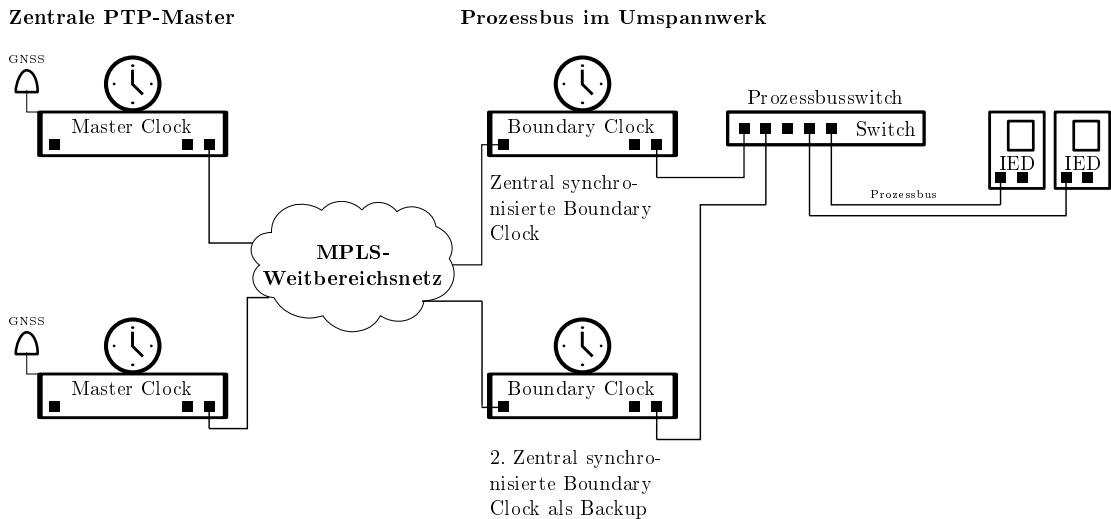 Zentrale PTP-Master
Prozessbus im Umspannwerk
GNSS
Master Clock
Boundary Clock
Prozessbusswitch
Switch
IED
IED
Prozessbus
Zentral synchro-
nisierte Boundary
Clock
MPLS-
Weitbereichsnetz
GNSS
Master Clock
Boundary Clock
2. Zentral synchro-
nisierte Boundary
Clock als Backup